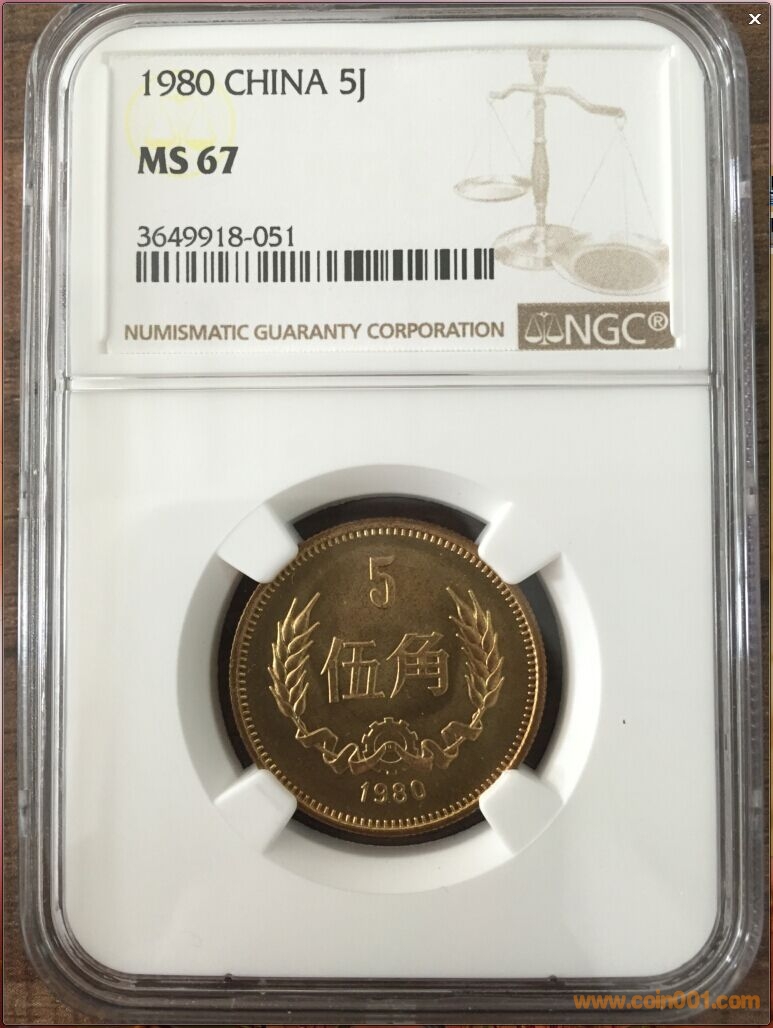 1980 CHINA 5J
MS 67
3649918-051
NUMISMATIC GUARANTY CORPORATION
NGC®
5
伍角
1980
www.coin001.com